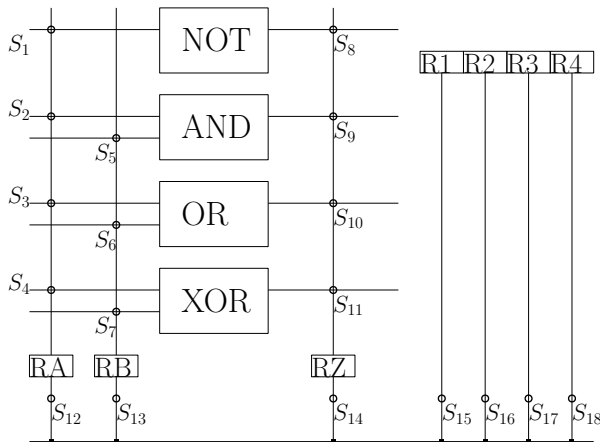 S1 NOT S8
R1 R2 R3 R4
S2 AND S9
S5
S3 OR S10
S6
S4 XOR S11
S7
RA RB RZ
S12 S13 S14 S15 S16 S17 S18